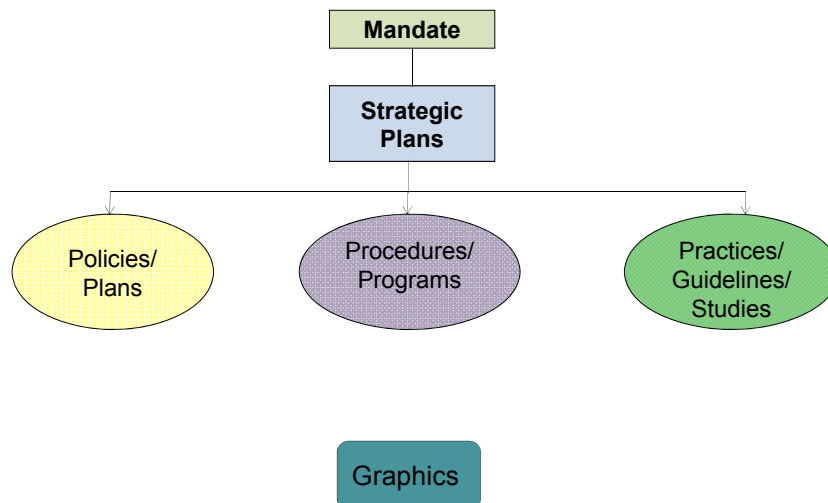 Mandate
Strategic
Plans
Policies/
Plans
Procedures/
Programs
Practices/
Guidelines/
Studies
Graphics